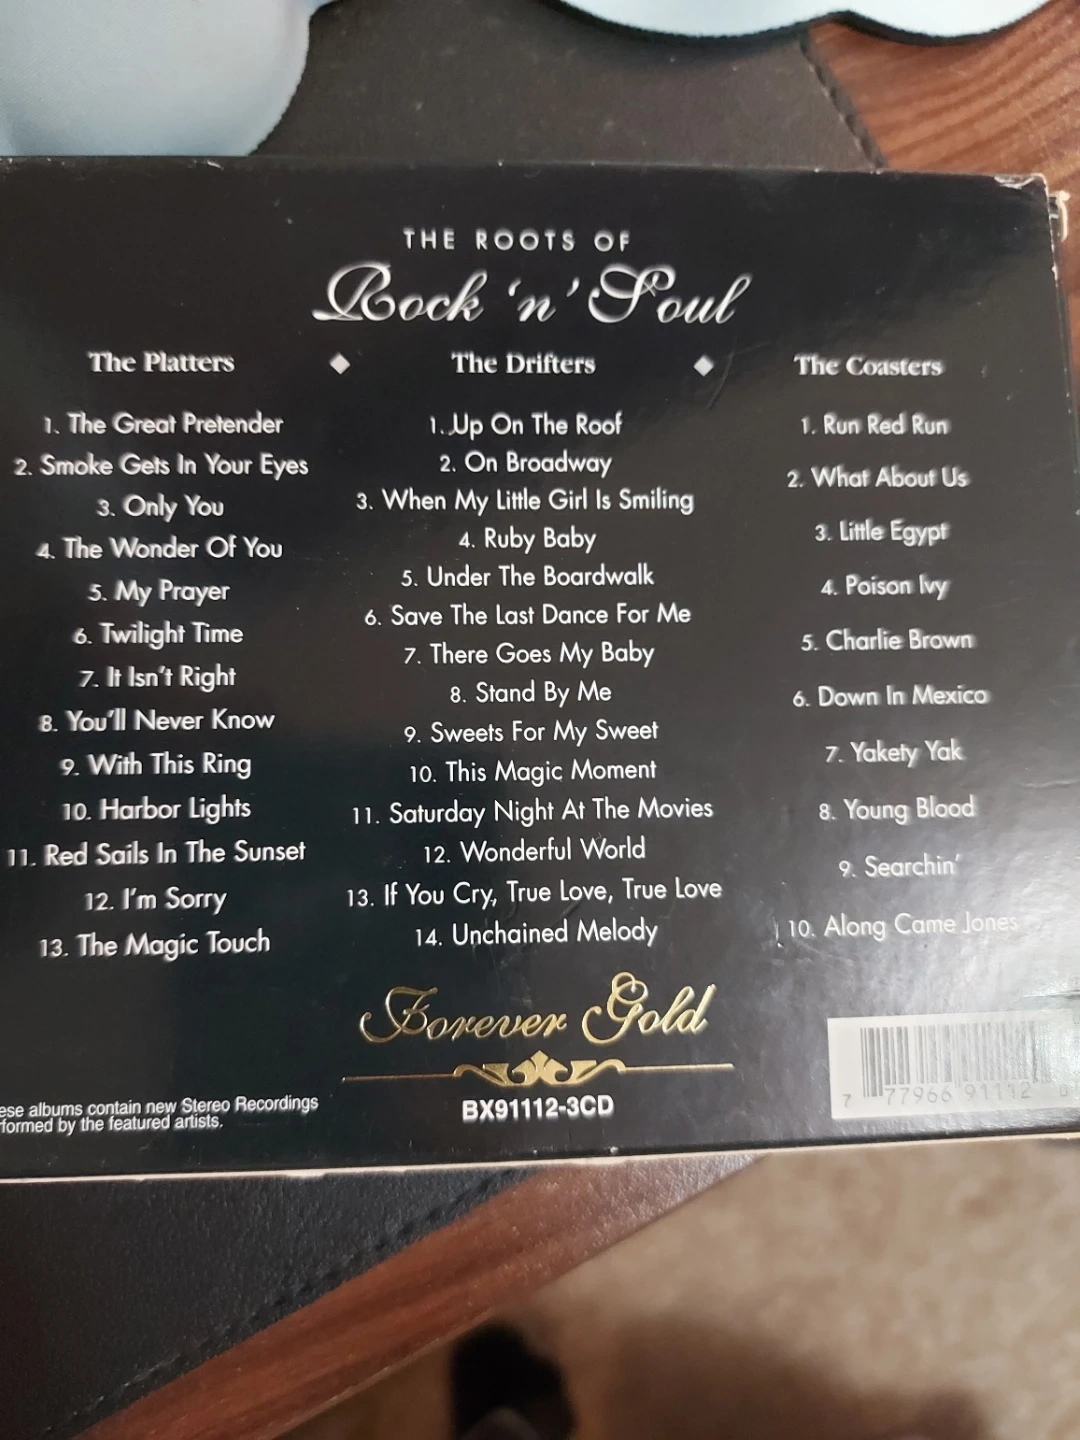 THE ROOTS OF
Rock 'n' Soul
The Platters
1. The Great Pretender
2. Smoke Gets In Your Eyes
3. Only You
4. The Wonder Of You
5. My Prayer
6. Twilight Time
7. It Isn't Right
8. You'll Never Know
9. With This Ring
10. Harbor Lights
11. Red Sails In The Sunset
12. I'm Sorry
13. The Magic Touch
The Drifters
1. Up On The Roof
2. On Broadway
3. When My Little Girl Is Smiling
4. Ruby Baby
5. Under The Boardwalk
6. Save The Last Dance For Me
7. There Goes My Baby
8. Stand By Me
9. Sweets For My Sweet
10. This Magic Moment
11. Saturday Night At The Movies
12. Wonderful World
13. If You Cry, True Love, True Love
14. Unchained Melody
The Coasters
1. Run Red Run
2. What About Us
3. Little Egypt
4. Poison Ivy
5. Charlie Brown
6. Down In Mexico
7. Yakety Yak
8. Young Blood
9. Searchin'
10. Along Came Jones
Forever Gold
BX91112-3CD
ese albums contain new Stereo Recordings
formed by the featured artists.
7 77966 91112 0